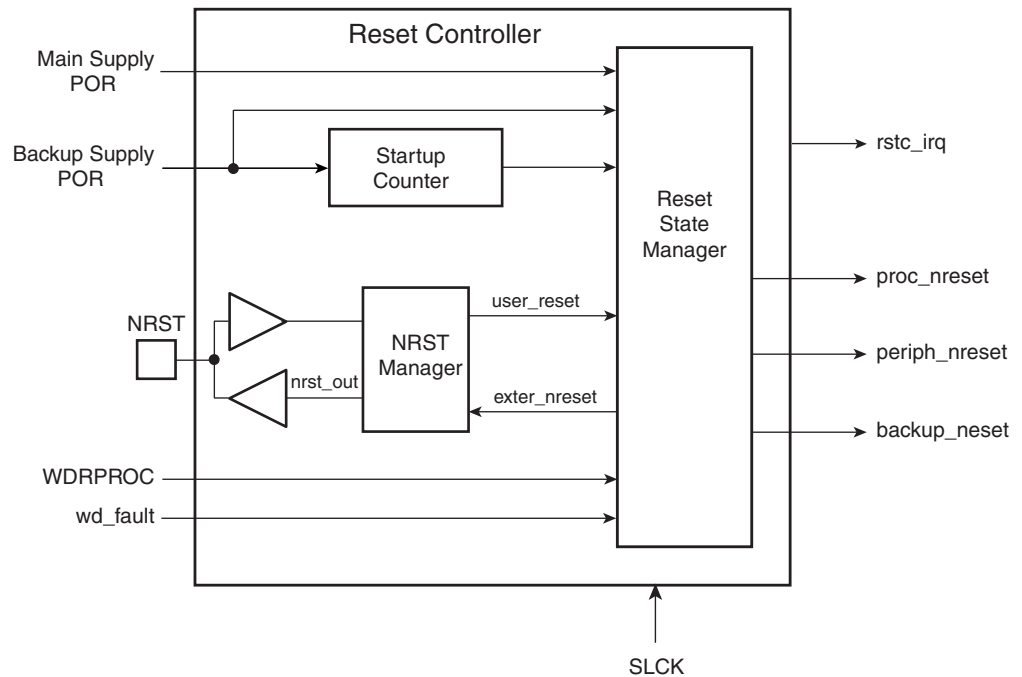 Reset Controller
Main Supply
POR
Backup Supply
POR
Startup
Counter
Reset
State
Manager
rstc_irq
proc_nreset
periph_nreset
backup_neset
NRST
NRST
Manager
user_reset
nrst_out
exter_nreset
WDRPROC
wd_fault
SLCK